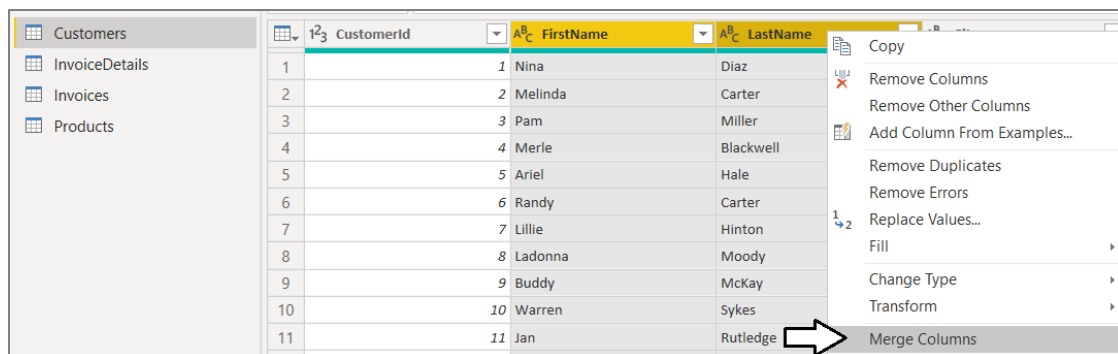 Customers
InvoiceDetails
Invoices
Products
1²3 CustomerId ABC FirstName ABC LastName
1 1 Nina Diaz
2 2 Melinda Carter
3 3 Pam Miller
4 4 Merle Blackwell
5 5 Ariel Hale
6 6 Randy Carter
7 7 Lillie Hinton
8 8 Ladonna Moody
9 9 Buddy McKay
10 10 Warren Sykes
11 11 Jan Rutledge
Copy
Remove Columns
Remove Other Columns
Add Column From Examples...
Remove Duplicates
Remove Errors
1 2 Replace Values...
Fill
Change Type
Transform
Merge Columns